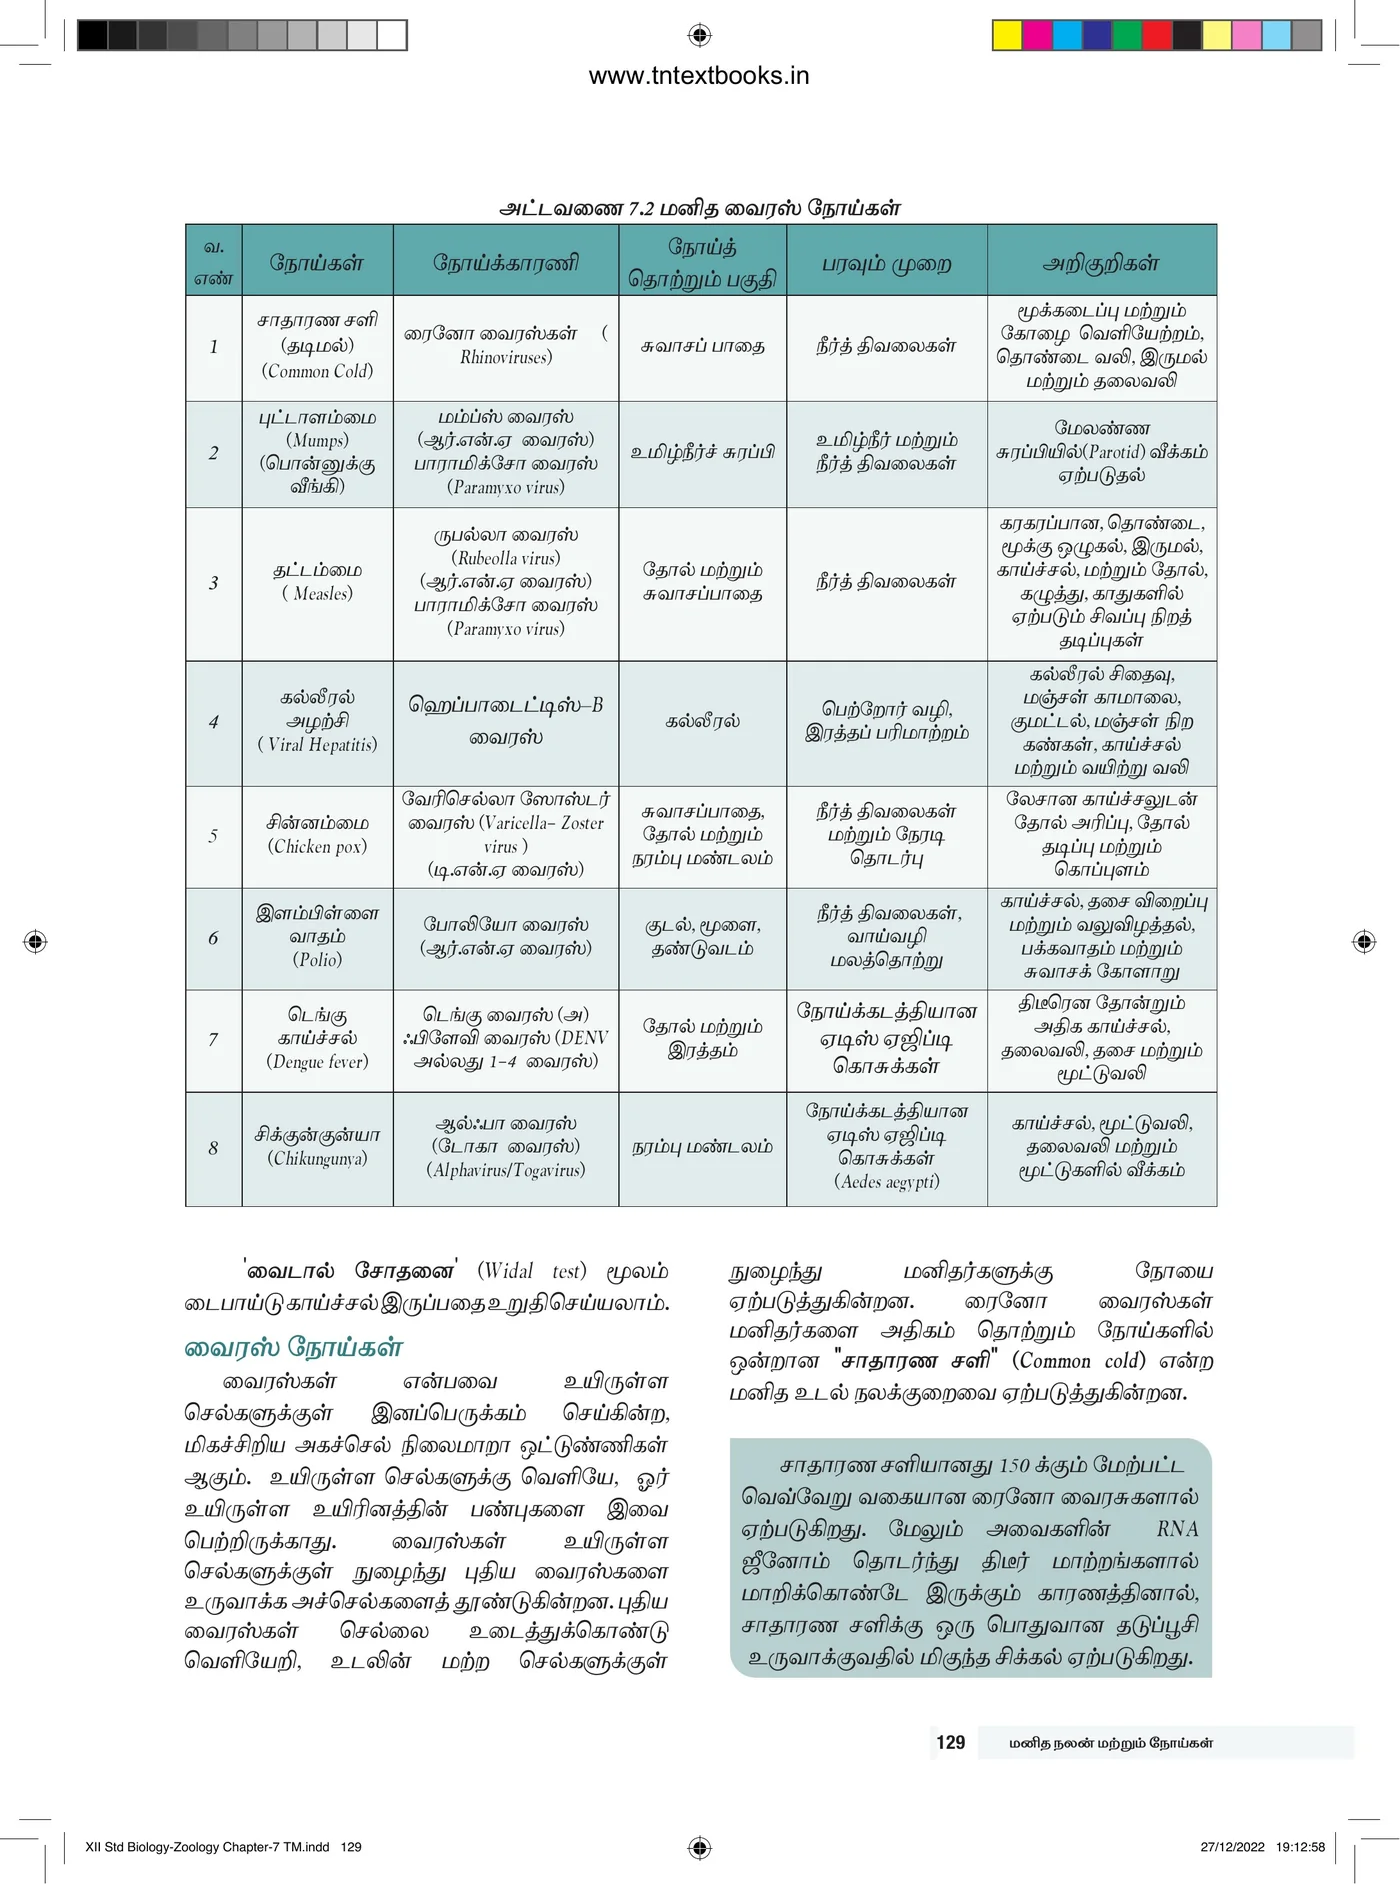 www.tntextbooks.in
அட்டவணை 7.2 மனித வைரஸ் நோய்கள்
வ. எண்
நோய்கள்
நோய்க்காரணி
நோய்த் தொற்றும் பகுதி
பரவும் முறை
அறிகுறிகள்
1
சாதாரண சளி
(தடிமல்)
(Common Cold)
ரைனோ வைரஸ்கள் (
Rhinoviruses)
சுவாசப் பாதை
நீர்த் திவலைகள்
மூக்கடைப்பு மற்றும்
கோழை வெளியேற்றம்,
தொண்டை வலி, இருமல்
மற்றும் தலைவலி
2
புட்டாளம்மை
(Mumps)
(பொன்னுக்கு
வீங்கி)
மம்ப்ஸ் வைரஸ்
(ஆர்.என்.ஏ வைரஸ்)
பாராமிக்சோ வைரஸ்
(Paramyxo virus)
உமிழ்நீர்ச் சுரப்பி
உமிழ்நீர் மற்றும்
நீர்த் திவலைகள்
மேலண்ண
சுரப்பியில்(Parotid) வீக்கம்
ஏற்படுதல்
3
தட்டம்மை
( Measles)
ருபல்லா வைரஸ்
(Rubeolla virus)
(ஆர்.என்.ஏ வைரஸ்)
பாராமிக்சோ வைரஸ்
(Paramyxo virus)
தோல் மற்றும்
சுவாசப்பாதை
நீர்த் திவலைகள்
கரகரப்பான, தொண்டை,
மூக்கு ஒழுகல், இருமல்,
காய்ச்சல், மற்றும் தோல்,
கழுத்து, காதுகளில்
ஏற்படும் சிவப்பு நிறத்
தடிப்புகள்
4
கல்லீரல்
அழற்சி
( Viral Hepatitis)
ஹெப்பாடைட்டிஸ்–B
வைரஸ்
கல்லீரல்
பெற்றோர் வழி,
இரத்தப் பரிமாற்றம்
கல்லீரல் சிதைவு,
மஞ்சள் காமாலை,
குமட்டல், மஞ்சள் நிற
கண்கள், காய்ச்சல்
மற்றும் வயிற்று வலி
5
சின்னம்மை
(Chicken pox)
வேரிசெல்லா ஸோஸ்டர்
வைரஸ் (Varicella– Zoster
virus )
(டி.என்.ஏ வைரஸ்)
சுவாசப்பாதை,
தோல் மற்றும்
நரம்பு மண்டலம்
நீர்த் திவலைகள்
மற்றும் நேரடி
தொடர்பு
லேசான காய்ச்சலுடன்
தோல் அரிப்பு, தோல்
தடிப்பு மற்றும்
கொப்புளம்
6
இளம்பிள்ளை
வாதம்
(Polio)
போலியோ வைரஸ்
(ஆர்.என்.ஏ வைரஸ்)
குடல், மூளை,
தண்டுவடம்
நீர்த் திவலைகள்,
வாய்வழி
மலத்தொற்று
காய்ச்சல், தசை விறைப்பு
மற்றும் வலுவிழத்தல்,
பக்கவாதம் மற்றும்
சுவாசக் கோளாறு
7
டெங்கு
காய்ச்சல்
(Dengue fever)
டெங்கு வைரஸ் (அ)
ஃபிளேவி வைரஸ் (DENV
அல்லது 1-4 வைரஸ்)
தோல் மற்றும்
இரத்தம்
நோய்க்கடத்தியான
ஏடிஸ் ஏஜிப்டி
கொசுக்கள்
திடீரென தோன்றும்
அதிக காய்ச்சல்,
தலைவலி, தசை மற்றும்
மூட்டுவலி
8
சிக்குன்குன்யா
(Chikungunya)
ஆல்ஃபா வைரஸ்
(டோகா வைரஸ்)
(Alphavirus/Togavirus)
நரம்பு மண்டலம்
நோய்க்கடத்தியான
ஏடிஸ் ஏஜிப்டி
கொசுக்கள்
(Aedes aegypti)
காய்ச்சல், மூட்டுவலி,
தலைவலி மற்றும்
மூட்டுகளில் வீக்கம்
'வைடால் சோதனை' (Widal test) மூலம்
டைபாய்டு காய்ச்சல் இருப்பதை உறுதி செய்யலாம்.
வைரஸ் நோய்கள்
வைரஸ்கள் என்பவை உயிருள்ள
செல்களுக்குள் இனப்பெருக்கம் செய்கின்ற,
மிகச்சிறிய அகச்செல் நிலைமாறா ஒட்டுண்ணிகள்
ஆகும். உயிருள்ள செல்களுக்கு வெளியே, ஓர்
உயிருள்ள உயிரினத்தின் பண்புகளை இவை
பெற்றிருக்காது. வைரஸ்கள் உயிருள்ள
செல்களுக்குள் நுழைந்து புதிய வைரஸ்களை
உருவாக்க அச்செல்களைத் தூண்டுகின்றன. புதிய
வைரஸ்கள் செல்லை உடைத்துக்கொண்டு
வெளியேறி, உடலின் மற்ற செல்களுக்குள்
நுழைந்து மனிதர்களுக்கு நோயை
ஏற்படுத்துகின்றன. ரைனோ வைரஸ்கள்
மனிதர்களை அதிகம் தொற்றும் நோய்களில்
ஒன்றான "சாதாரண சளி" (Common cold) என்ற
மனித உடல் நலக்குறைவை ஏற்படுத்துகின்றன.
சாதாரண சளியானது 150 க்கும் மேற்பட்ட
வெவ்வேறு வகையான ரைனோ வைரசுகளால்
ஏற்படுகிறது. மேலும் அவைகளின் RNA
ஜீனோம் தொடர்ந்து திடீர் மாற்றங்களால்
மாறிக்கொண்டே இருக்கும் காரணத்தினால்,
சாதாரண சளிக்கு ஒரு பொதுவான தடுப்பூசி
உருவாக்குவதில் மிகுந்த சிக்கல் ஏற்படுகிறது.
129 மனித நலன் மற்றும் நோய்கள்
XII Std Biology-Zoology Chapter-7 TM.indd 129
27/12/2022 19:12:58